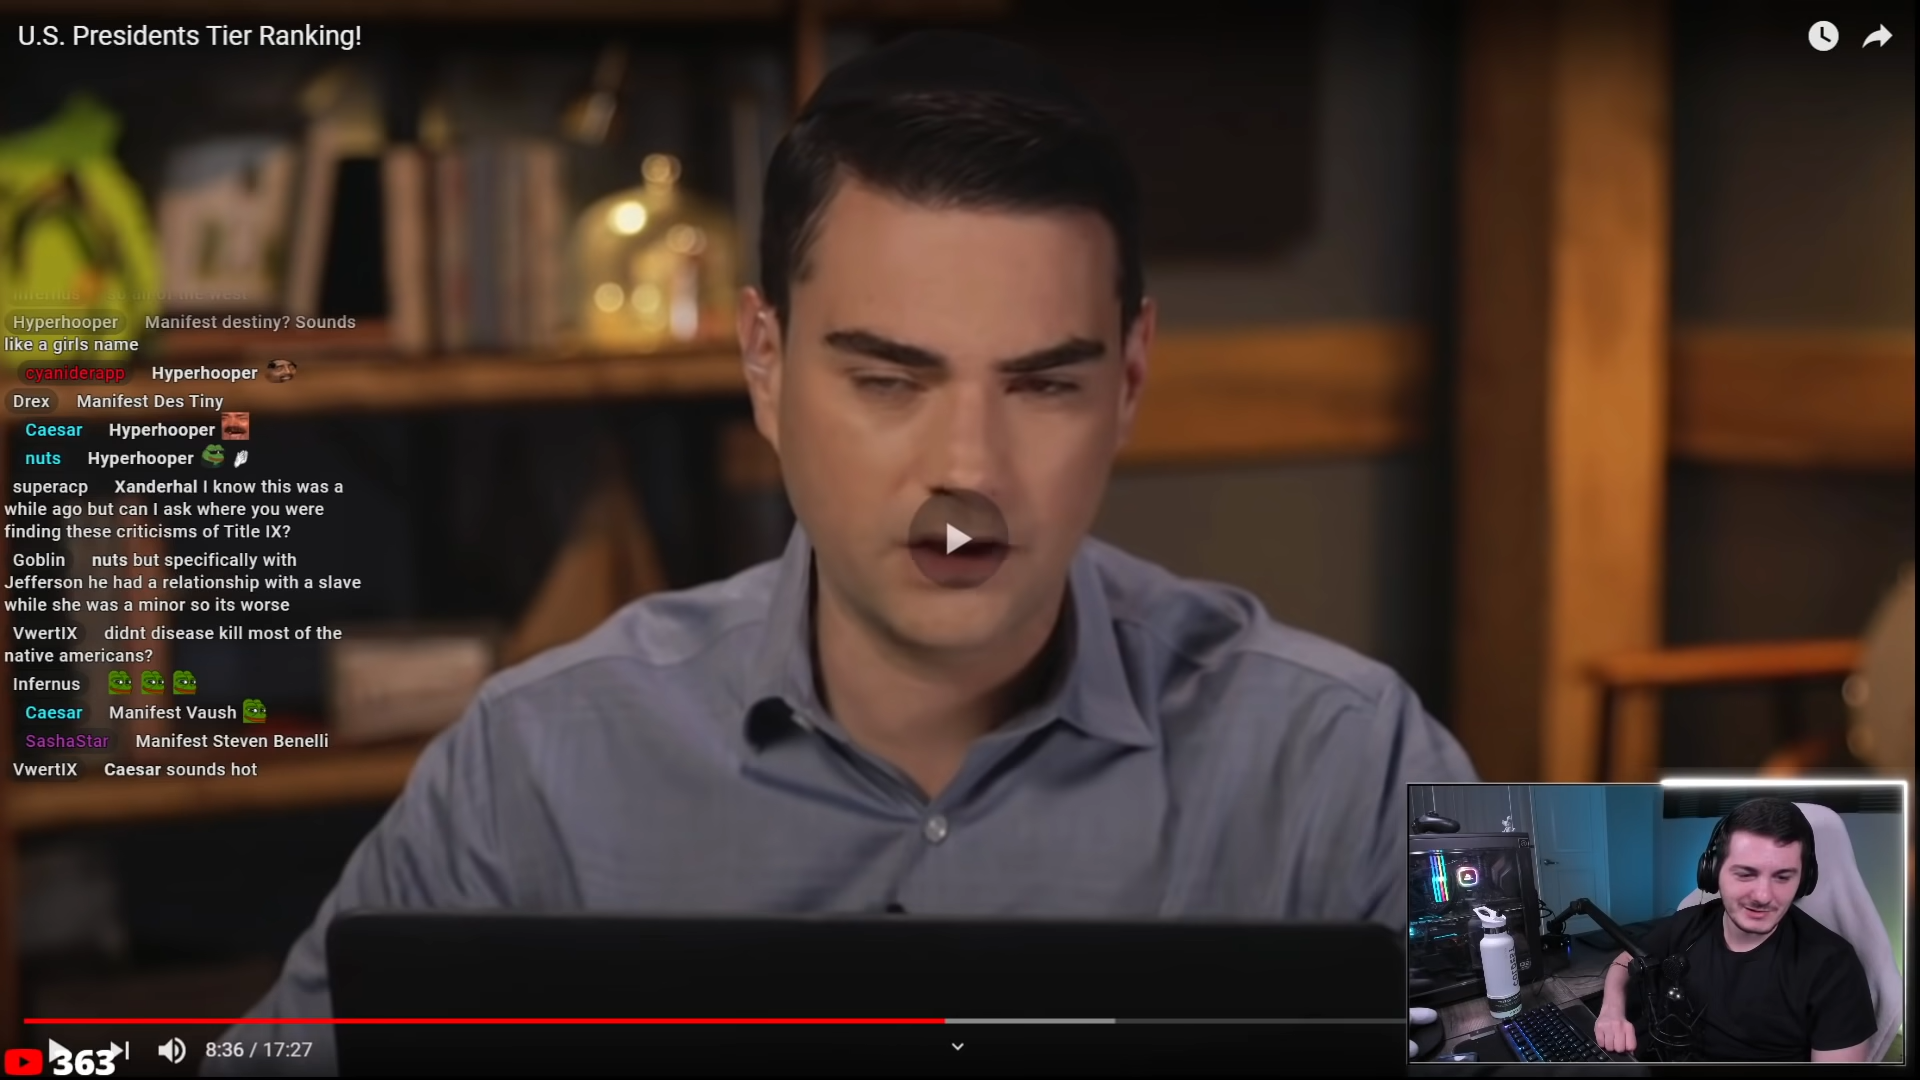 U.S. Presidents Tier Ranking!
Hyperhooper Manifest destiny? Sounds
like a girls name
cyaniderapp Hyperhooper
Drex Manifest Des Tiny
Caesar Hyperhooper
nuts Hyperhooper
superacp Xanderhal I know this was a
while ago but can I ask where you were
finding these criticisms of Title IX?
Goblin nuts but specifically with
Jefferson he had a relationship with a slave
while she was a minor so its worse
VwertIX didnt disease kill most of the
native americans?
Infernus
Caesar Manifest Vaush
SashaStar Manifest Steven Benelli
VwertIX Caesar sounds hot
8:36 / 17:27
363